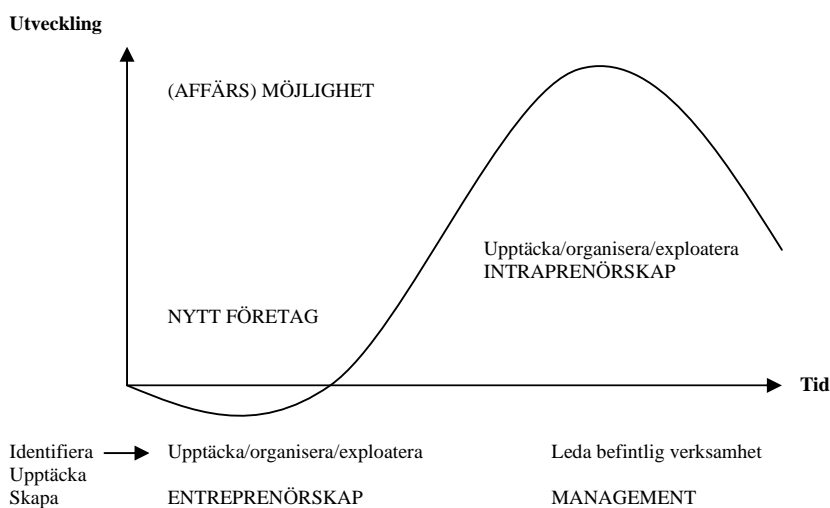 Utveckling
(AFFÄRS) MÖJLIGHET
Upptäcka/organisera/exploatera
INTRAPRENÖRSKAP
NYTT FÖRETAG
Tid
Identifiera
Upptäcka
Skapa
Upptäcka/organisera/exploatera
ENTREPRENÖRSKAP
Leda befintlig verksamhet
MANAGEMENT